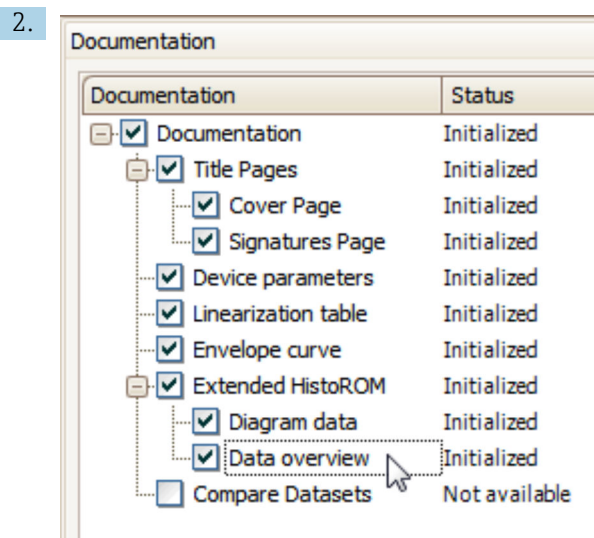 2.
Documentation
Documentation Status
Documentation Initialized
Title Pages Initialized
Cover Page Initialized
Signatures Page Initialized
Device parameters Initialized
Linearization table Initialized
Envelope curve Initialized
Extended HistoROM Initialized
Diagram data Initialized
Data overview Initialized
Compare Datasets Not available